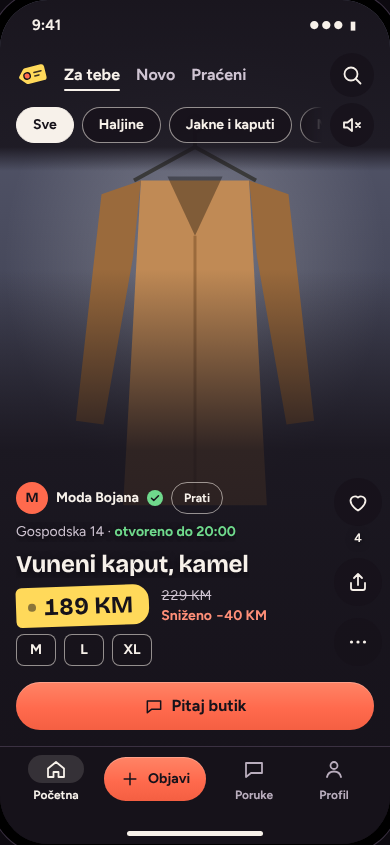 9:41
Za tebe Novo Praćeni
Sve Haljine Jakne i kaputi
M Moda Bojana Prati
Gospodska 14 · otvoreno do 20:00
4
Vuneni kaput, kamel
189 KM 229 KM
Sniženo −40 KM
M L XL
Pitaj butik
Početna Objavi Poruke Profil